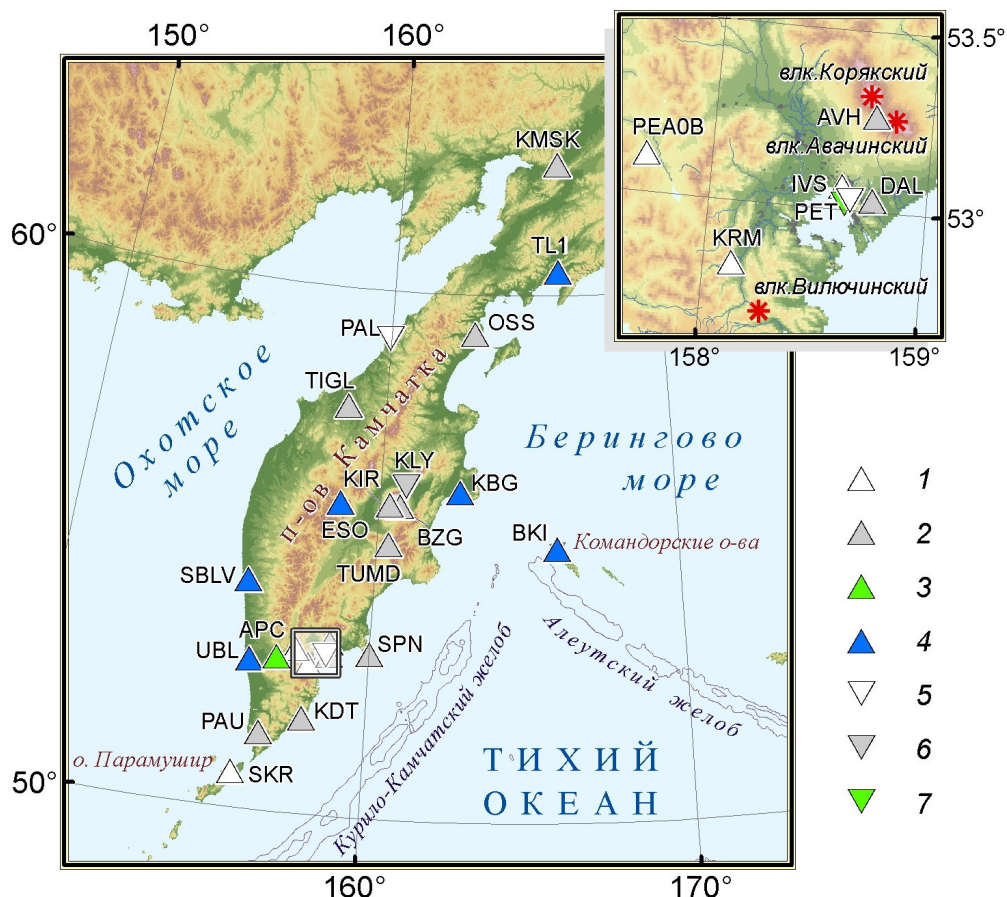 150°
160°
53.5°
влк.Корякский
AVH
PEA0B
влк.Авачинский
IVS
DAL
PET
53°
KRM
влк.Вилючинский
158°
159°
KMSK
60°
TL1
PAL
OSS
TIGL
Охотское
море
п-ов Камчатка
Берингово
море
KLY
KIR
KBG
ESO
BZG
BKI
Командорские о-ва
TUMD
SBLV
APC
UBL
SPN
Алеутский желоб
Курило-Камчатский желоб
PAU
KDT
о. Парамушир
SKR
ТИХИЙ
ОКЕАН
50°
160°
170°
1
2
3
4
5
6
7